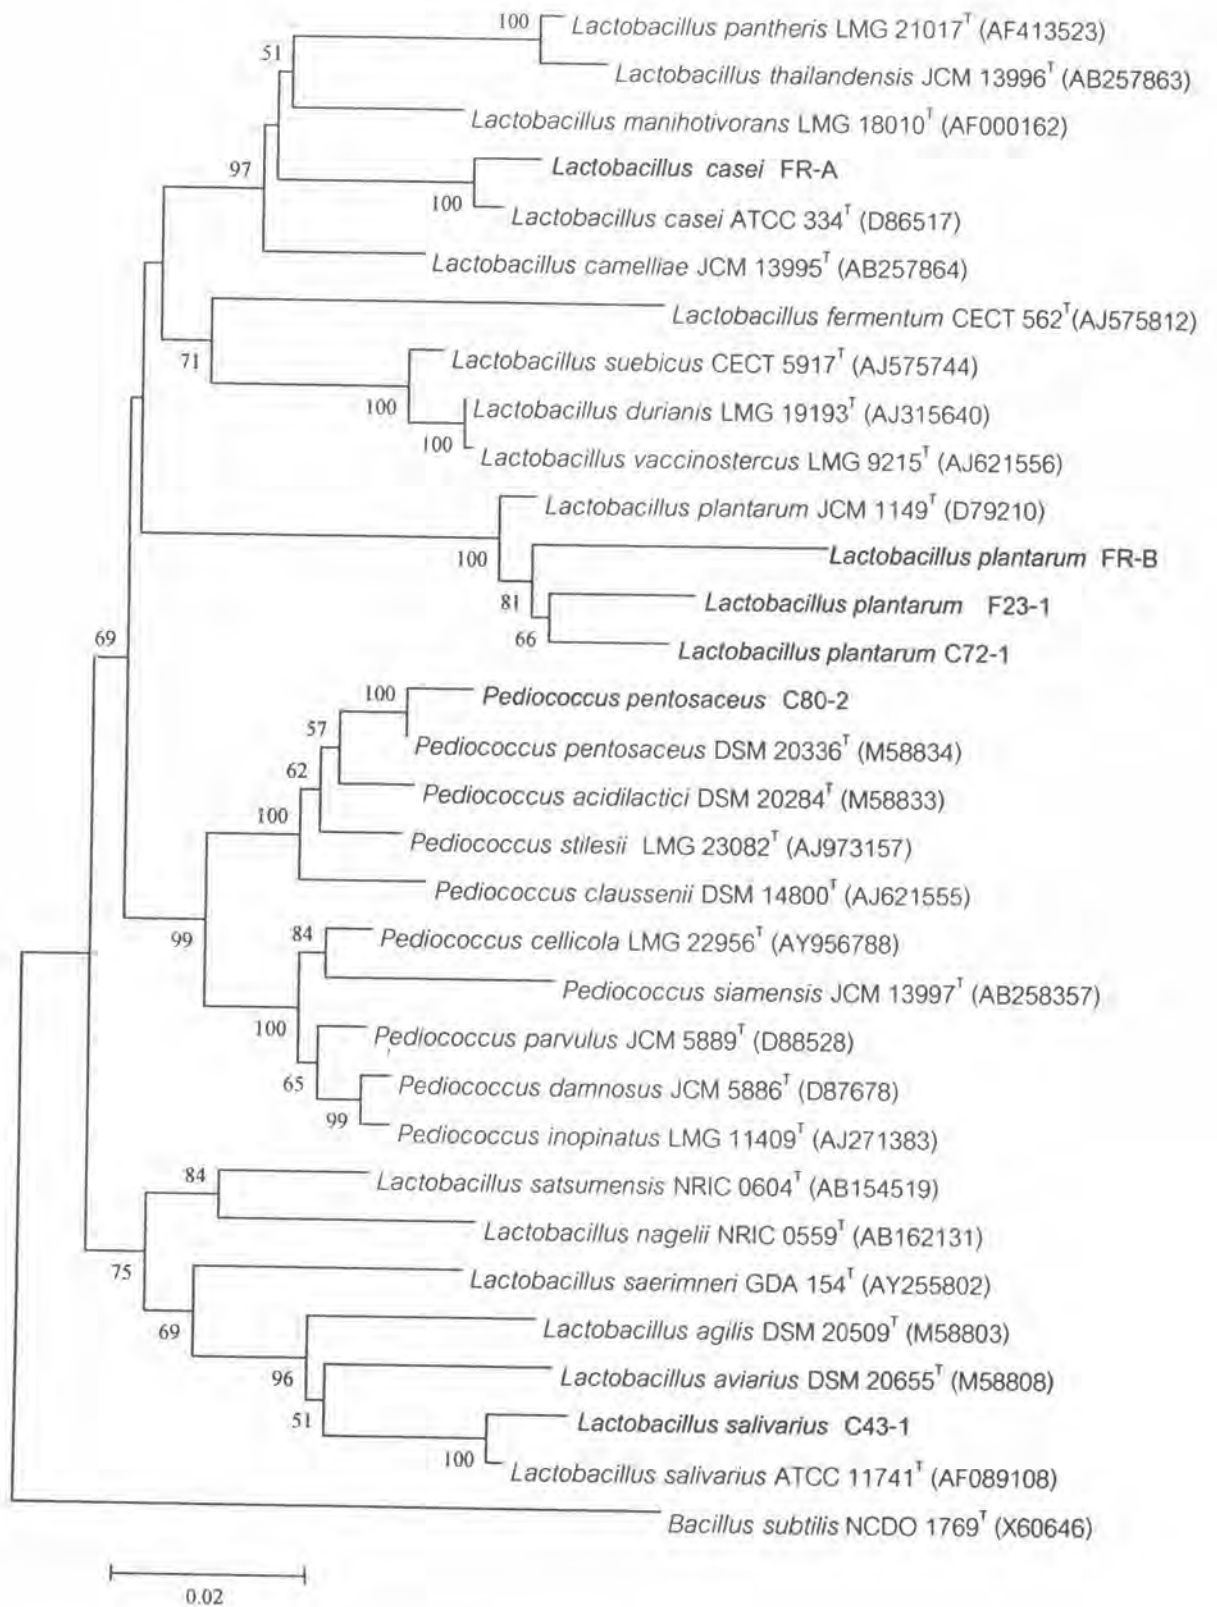 100
Lactobacillus pantheris LMG 21017T (AF413523)
51
Lactobacillus thailandensis JCM 13996T (AB257863)
Lactobacillus manihotivorans LMG 18010T (AF000162)
97
Lactobacillus casei FR-A
100
Lactobacillus casei ATCC 334T (D86517)
Lactobacillus camelliae JCM 13995T (AB257864)
Lactobacillus fermentum CECT 562T(AJ575812)
71
Lactobacillus suebicus CECT 5917T (AJ575744)
100
Lactobacillus durianis LMG 19193T (AJ315640)
100
Lactobacillus vaccinostercus LMG 9215T (AJ621556)
Lactobacillus plantarum JCM 1149T (D79210)
100
Lactobacillus plantarum FR-B
81
Lactobacillus plantarum F23-1
69
66
Lactobacillus plantarum C72-1
100
Pediococcus pentosaceus C80-2
57
Pediococcus pentosaceus DSM 20336T (M58834)
62
Pediococcus acidilactici DSM 20284T (M58833)
100
Pediococcus stilesii LMG 23082T (AJ973157)
Pediococcus claussenii DSM 14800T (AJ621555)
99
84
Pediococcus cellicola LMG 22956T (AY956788)
Pediococcus siamensis JCM 13997T (AB258357)
100
Pediococcus parvulus JCM 5889T (D88528)
65
Pediococcus damnosus JCM 5886T (D87678)
99
Pediococcus inopinatus LMG 11409T (AJ271383)
84
Lactobacillus satsumensis NRIC 0604T (AB154519)
Lactobacillus nagelii NRIC 0559T (AB162131)
75
Lactobacillus saerimneri GDA 154T (AY255802)
69
Lactobacillus agilis DSM 20509T (M58803)
96
Lactobacillus aviarius DSM 20655T (M58808)
51
Lactobacillus salivarius C43-1
100
Lactobacillus salivarius ATCC 11741T (AF089108)
Bacillus subtilis NCDO 1769T (X60646)
0.02